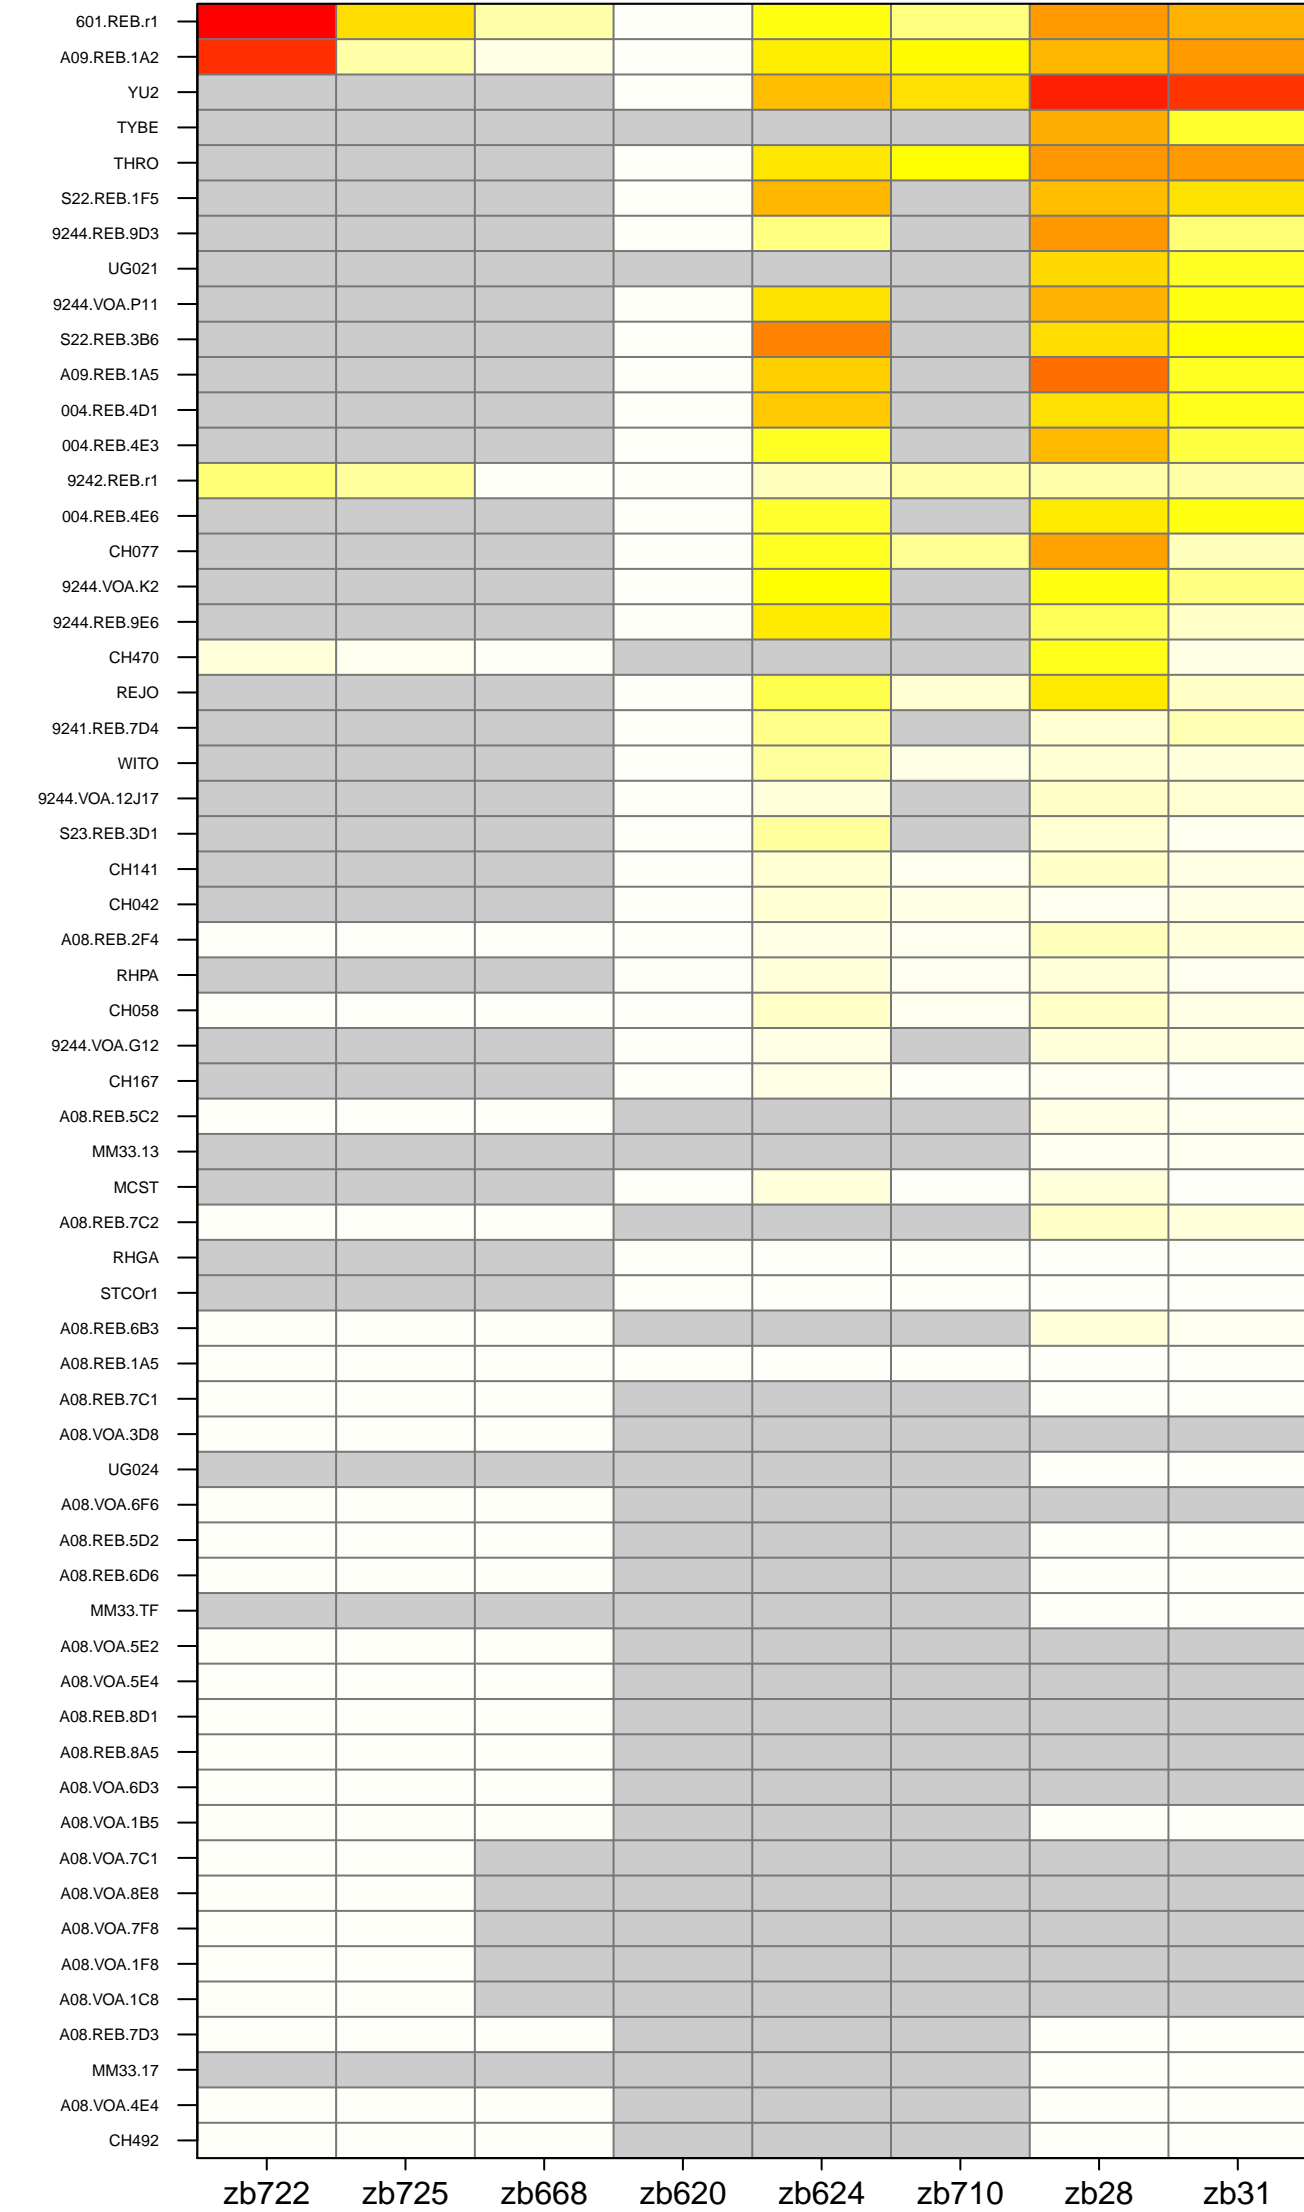 601.REB.r1
A09.REB.1A2
YU2
TYBE
THRO
S22.REB.1F5
9244.REB.9D3
UG021
9244.VOA.P11
S22.REB.3B6
A09.REB.1A5
004.REB.4D1
004.REB.4E3
9242.REB.r1
004.REB.4E6
CH077
9244.VOA.K2
9244.REB.9E6
CH470
REJO
9241.REB.7D4
WITO
9244.VOA.12J17
S23.REB.3D1
CH141
CH042
A08.REB.2F4
RHPA
CH058
9244.VOA.G12
CH167
A08.REB.5C2
MM33.13
MCST
A08.REB.7C2
RHGA
STCOr1
A08.REB.6B3
A08.REB.1A5
A08.REB.7C1
A08.VOA.3D8
UG024
A08.VOA.6F6
A08.REB.5D2
A08.REB.6D6
MM33.TF
A08.VOA.5E2
A08.VOA.5E4
A08.REB.8D1
A08.REB.8A5
A08.VOA.6D3
A08.VOA.1B5
A08.VOA.7C1
A08.VOA.8E8
A08.VOA.7F8
A08.VOA.1F8
A08.VOA.1C8
A08.REB.7D3
MM33.17
A08.VOA.4E4
CH492
zb722 zb725 zb668 zb620 zb624 zb710 zb28 zb31